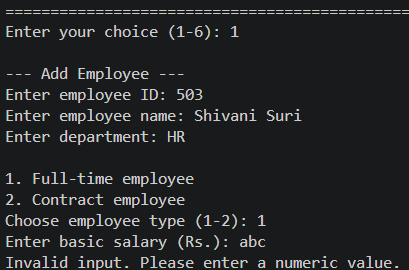 ==============================================
Enter your choice (1-6): 1
--- Add Employee ---
Enter employee ID: 503
Enter employee name: Shivani Suri
Enter department: HR
1. Full-time employee
2. Contract employee
Choose employee type (1-2): 1
Enter basic salary (Rs.): abc
Invalid input. Please enter a numeric value.